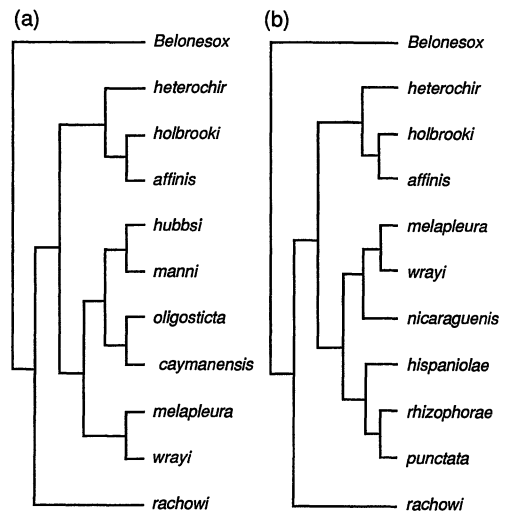 (a)
Belonesox
heterochir
holbrooki
affinis
hubbsi
manni
oligosticta
caymanensis
melapleura
wrayi
rachowi
(b)
Belonesox
heterochir
holbrooki
affinis
melapleura
wrayi
nicaraguenis
hispaniolae
rhizophorae
punctata
rachowi